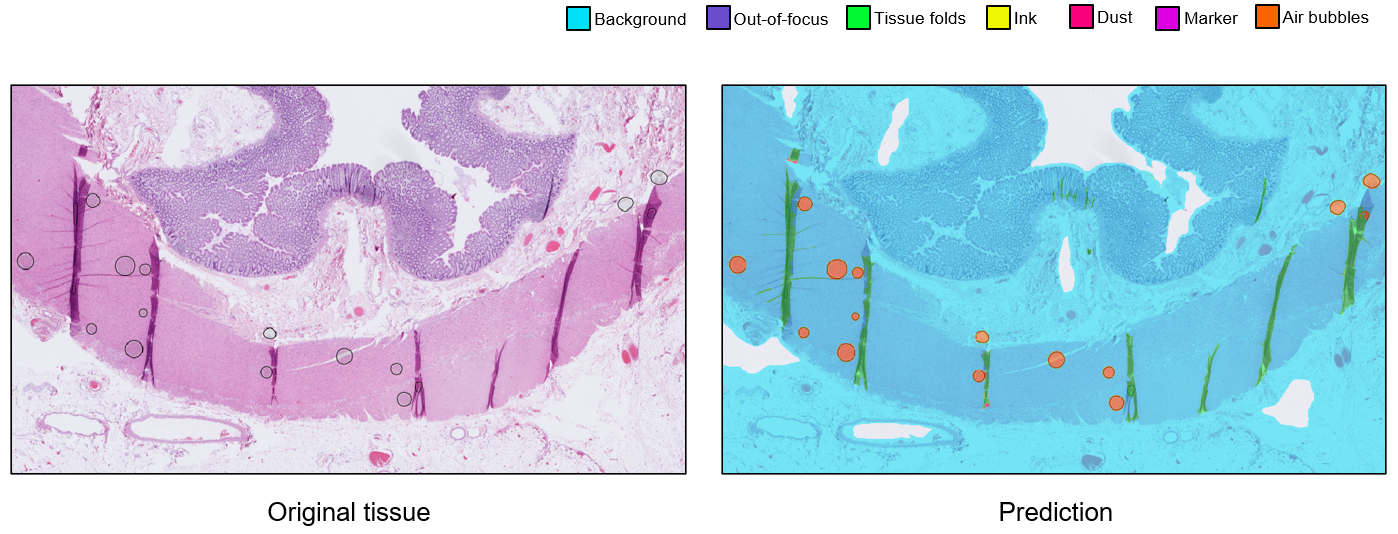 Background Out-of-focus Tissue folds Ink Dust Marker Air bubbles
Original tissue Prediction